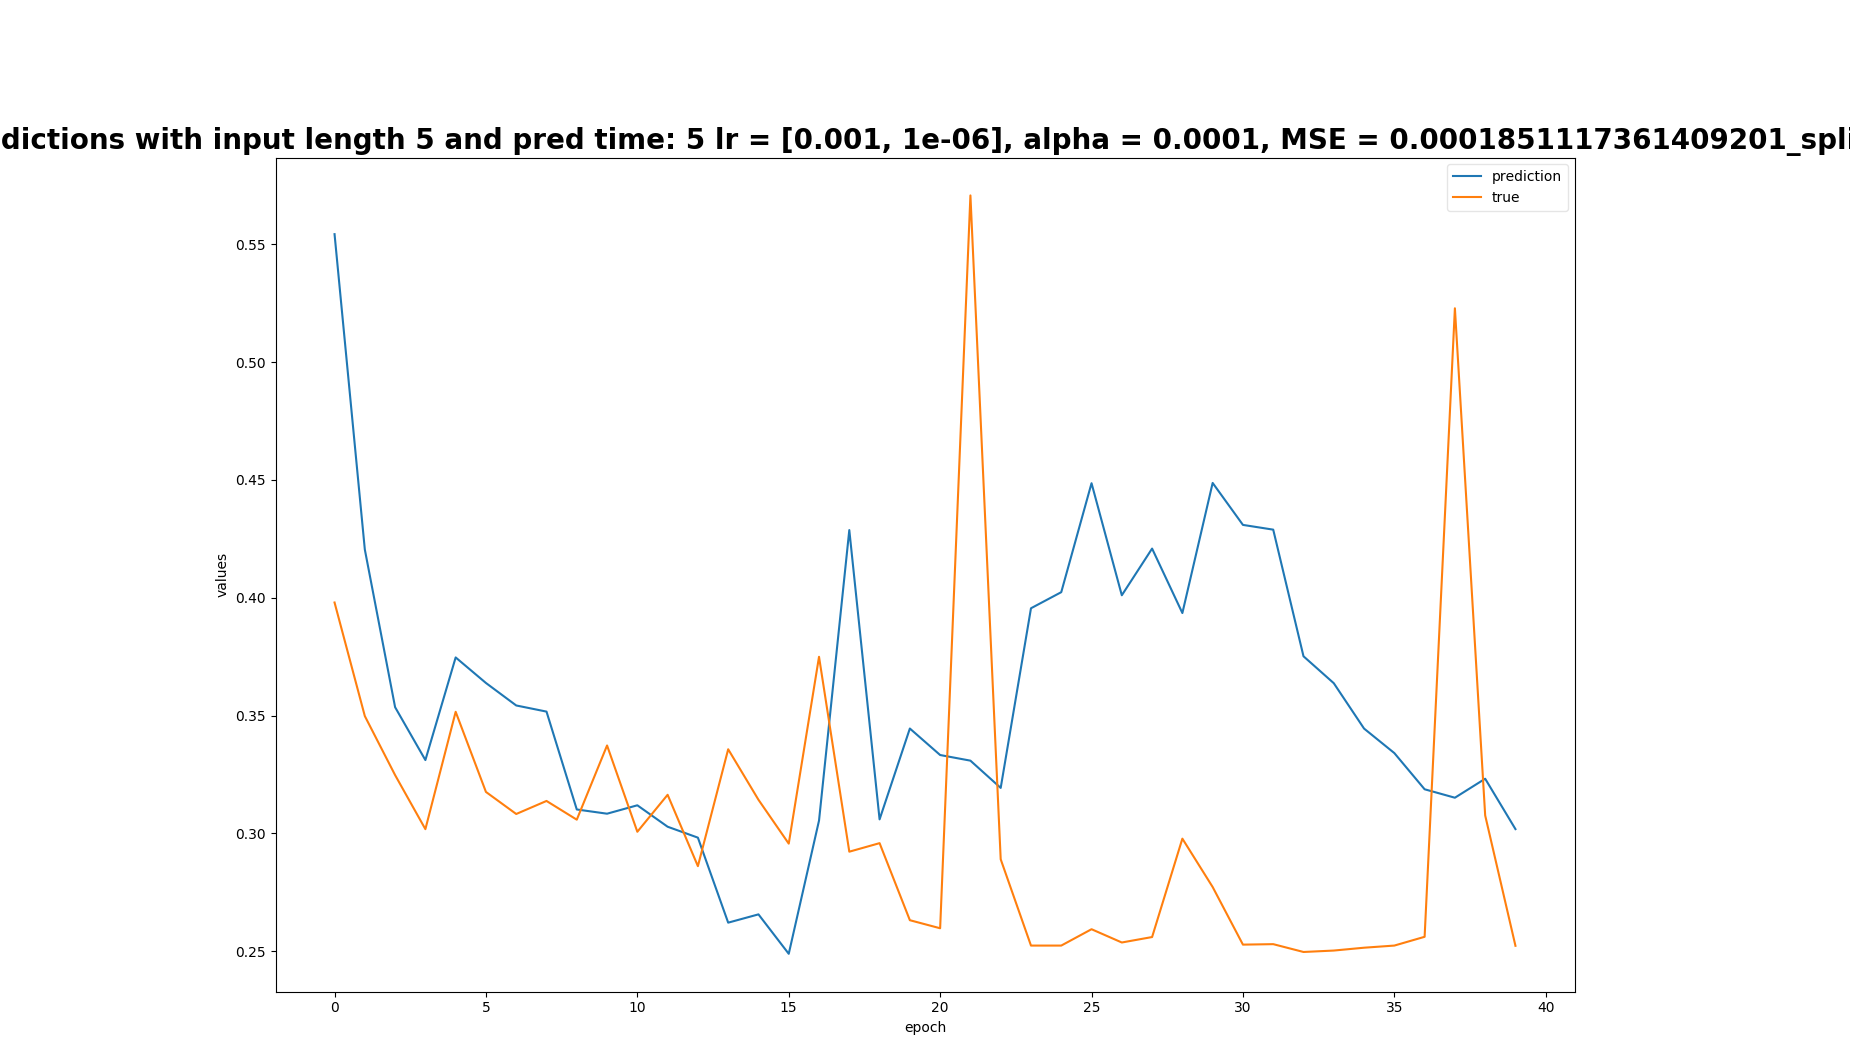 dictions with input length 5 and pred time: 5 lr = [0.001, 1e-06], alpha = 0.0001, MSE = 0.0001851117361409201_spli
prediction
true
0.55
0.50
0.45
0.40
0.35
0.30
0.25
values
0 5 10 15 20 25 30 35 40
epoch